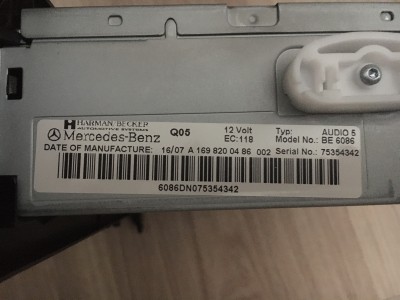 HARMAN/BECKER
AUTOMOTIVE SYSTEMS
Mercedes-Benz Q05 12 Volt Typ: AUDIO 5
EC:118 Model No.: BE 6086
DATE OF MANUFACTURE: 16/07 A 169 820 04 86 002 Serial No.: 75354342
6086DN075354342